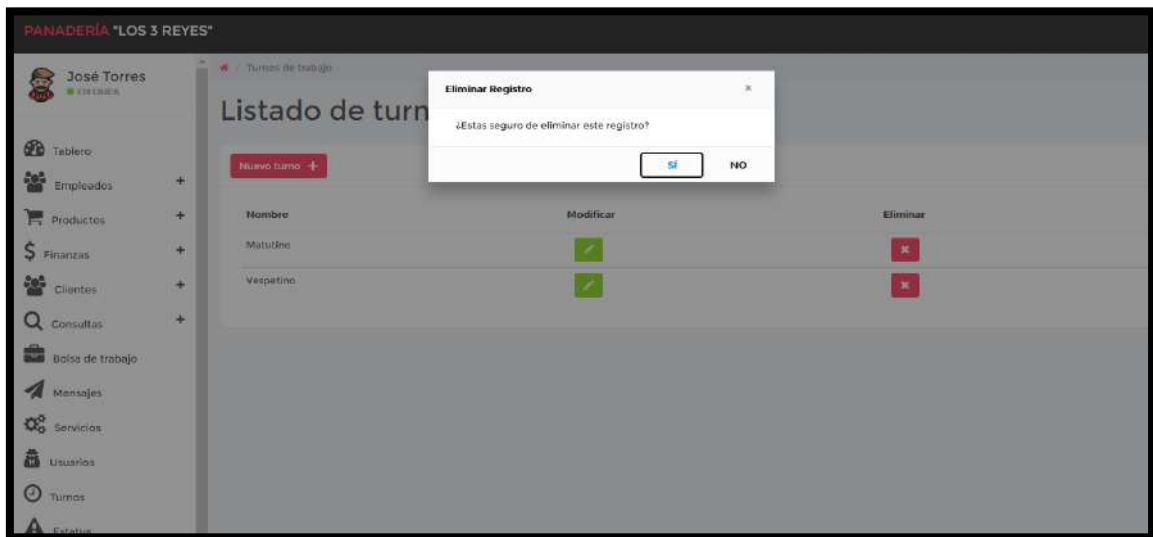 PANADERÍA "LOS 3 REYES"
José Torres
Turnos de trabajo
Eliminar Registro ×
Listado de turn
¿Estas seguro de eliminar este registro?
SÍ NO
Tablero
Nuevo turno +
Empleados +
Productos +
Finanzas +
Clientes +
Consultas +
Bolsa de trabajo
Mensajes
Servicios
Usuarios
Turnos
Estatus
Nombre Modificar Eliminar
Matutino
Vespetino